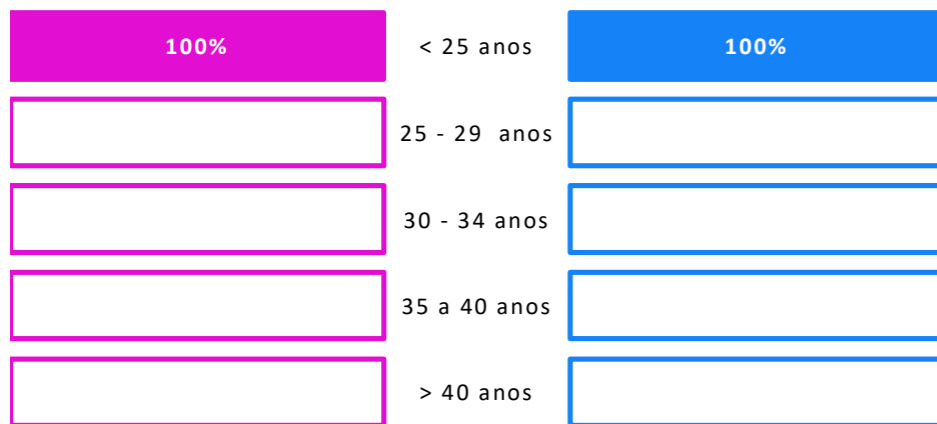 100% < 25 anos 100%
25 - 29 anos
30 - 34 anos
35 a 40 anos
> 40 anos